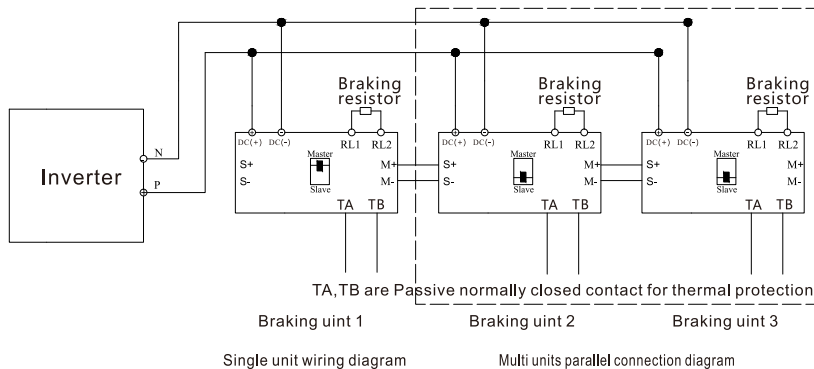 Braking
resistor
Braking
resistor
Braking
resistor
DC(+) DC(-) RL1 RL2
DC(+) DC(-) RL1 RL2
DC(+) DC(-) RL1 RL2
Inverter
N
P
S+
S-
Master
Slave
M+
M-
TA TB
S+
S-
Master
Slave
M+
M-
TA TB
S+
S-
Master
Slave
M+
M-
TA TB
TA,TB are Passive normally closed contact for thermal protection
Braking uint 1
Braking uint 2
Braking uint 3
Single unit wiring diagram
Multi units parallel connection diagram